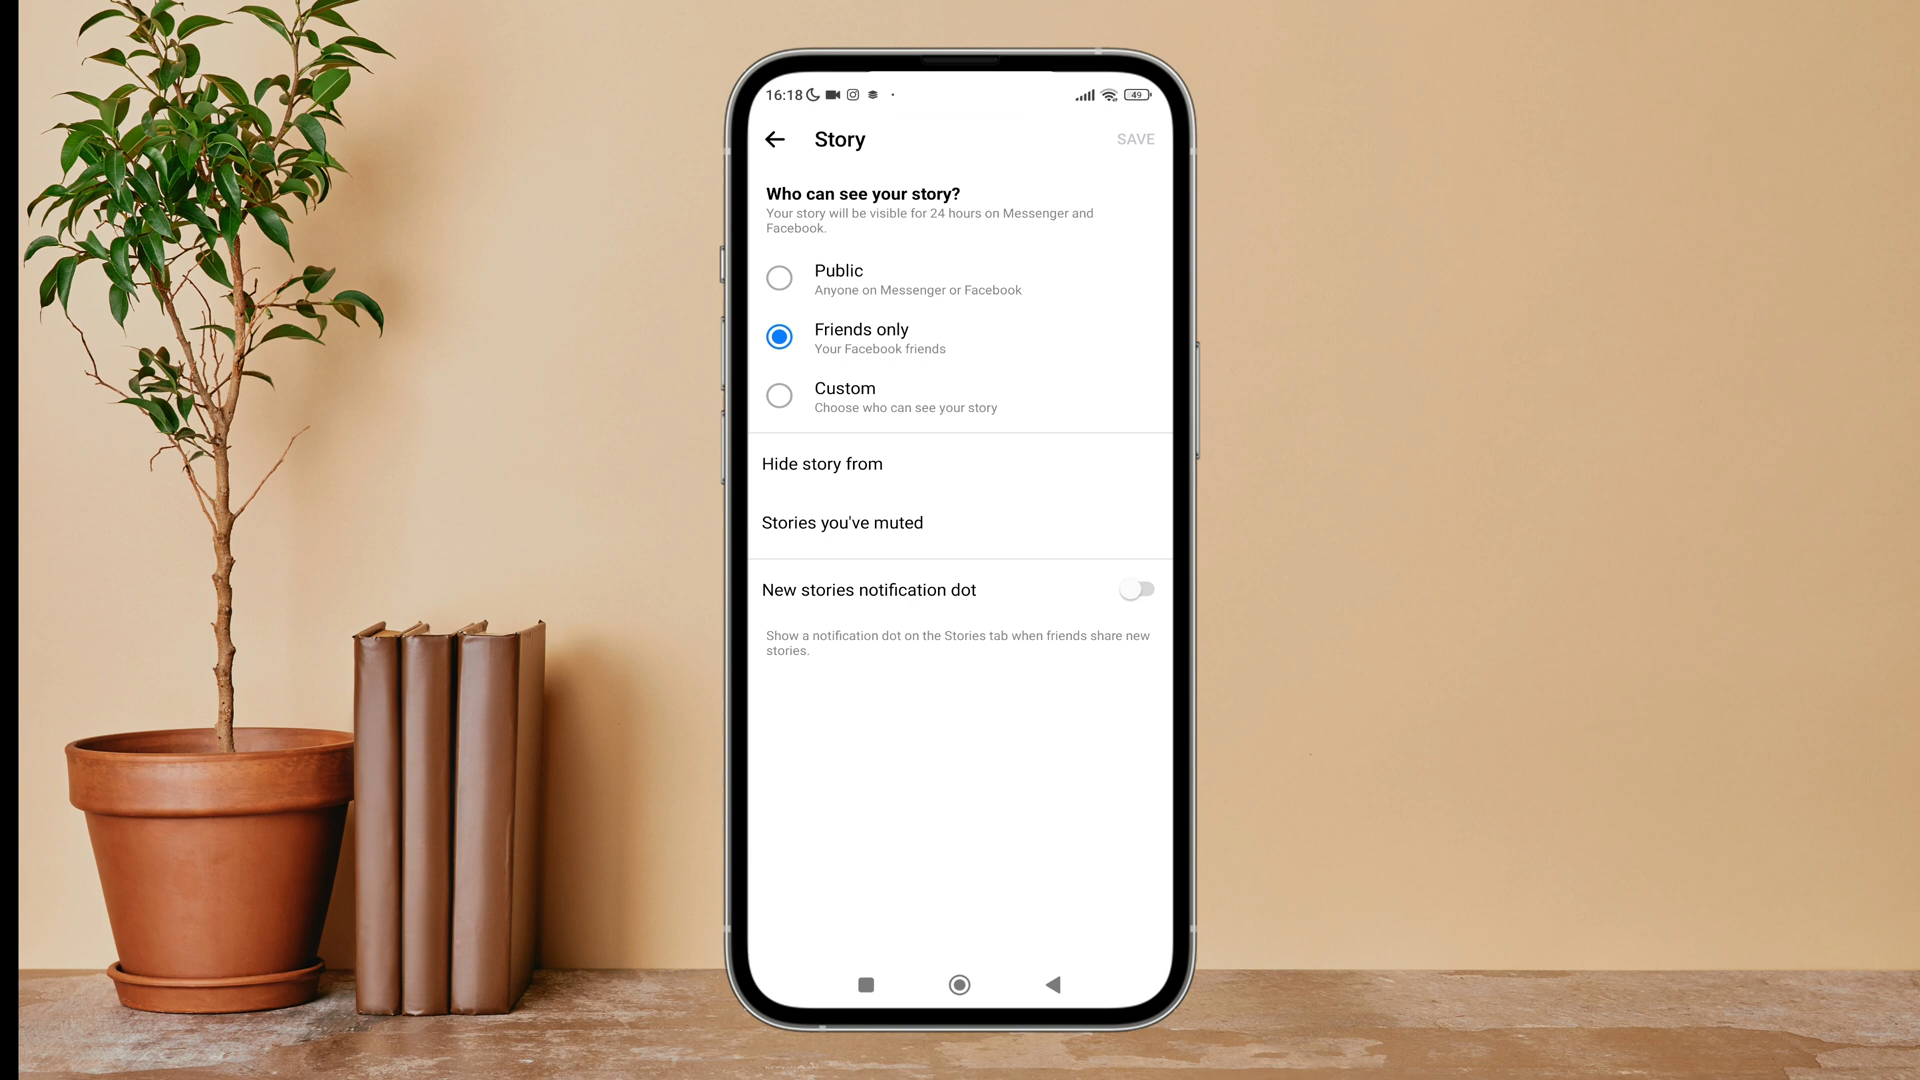 16:18
49
Story
SAVE
Who can see your story?
Your story will be visible for 24 hours on Messenger and
Facebook.
Public
Anyone on Messenger or Facebook
Friends only
Your Facebook friends
Custom
Choose who can see your story
Hide story from
Stories you've muted
New stories notification dot
Show a notification dot on the Stories tab when friends share new
stories.